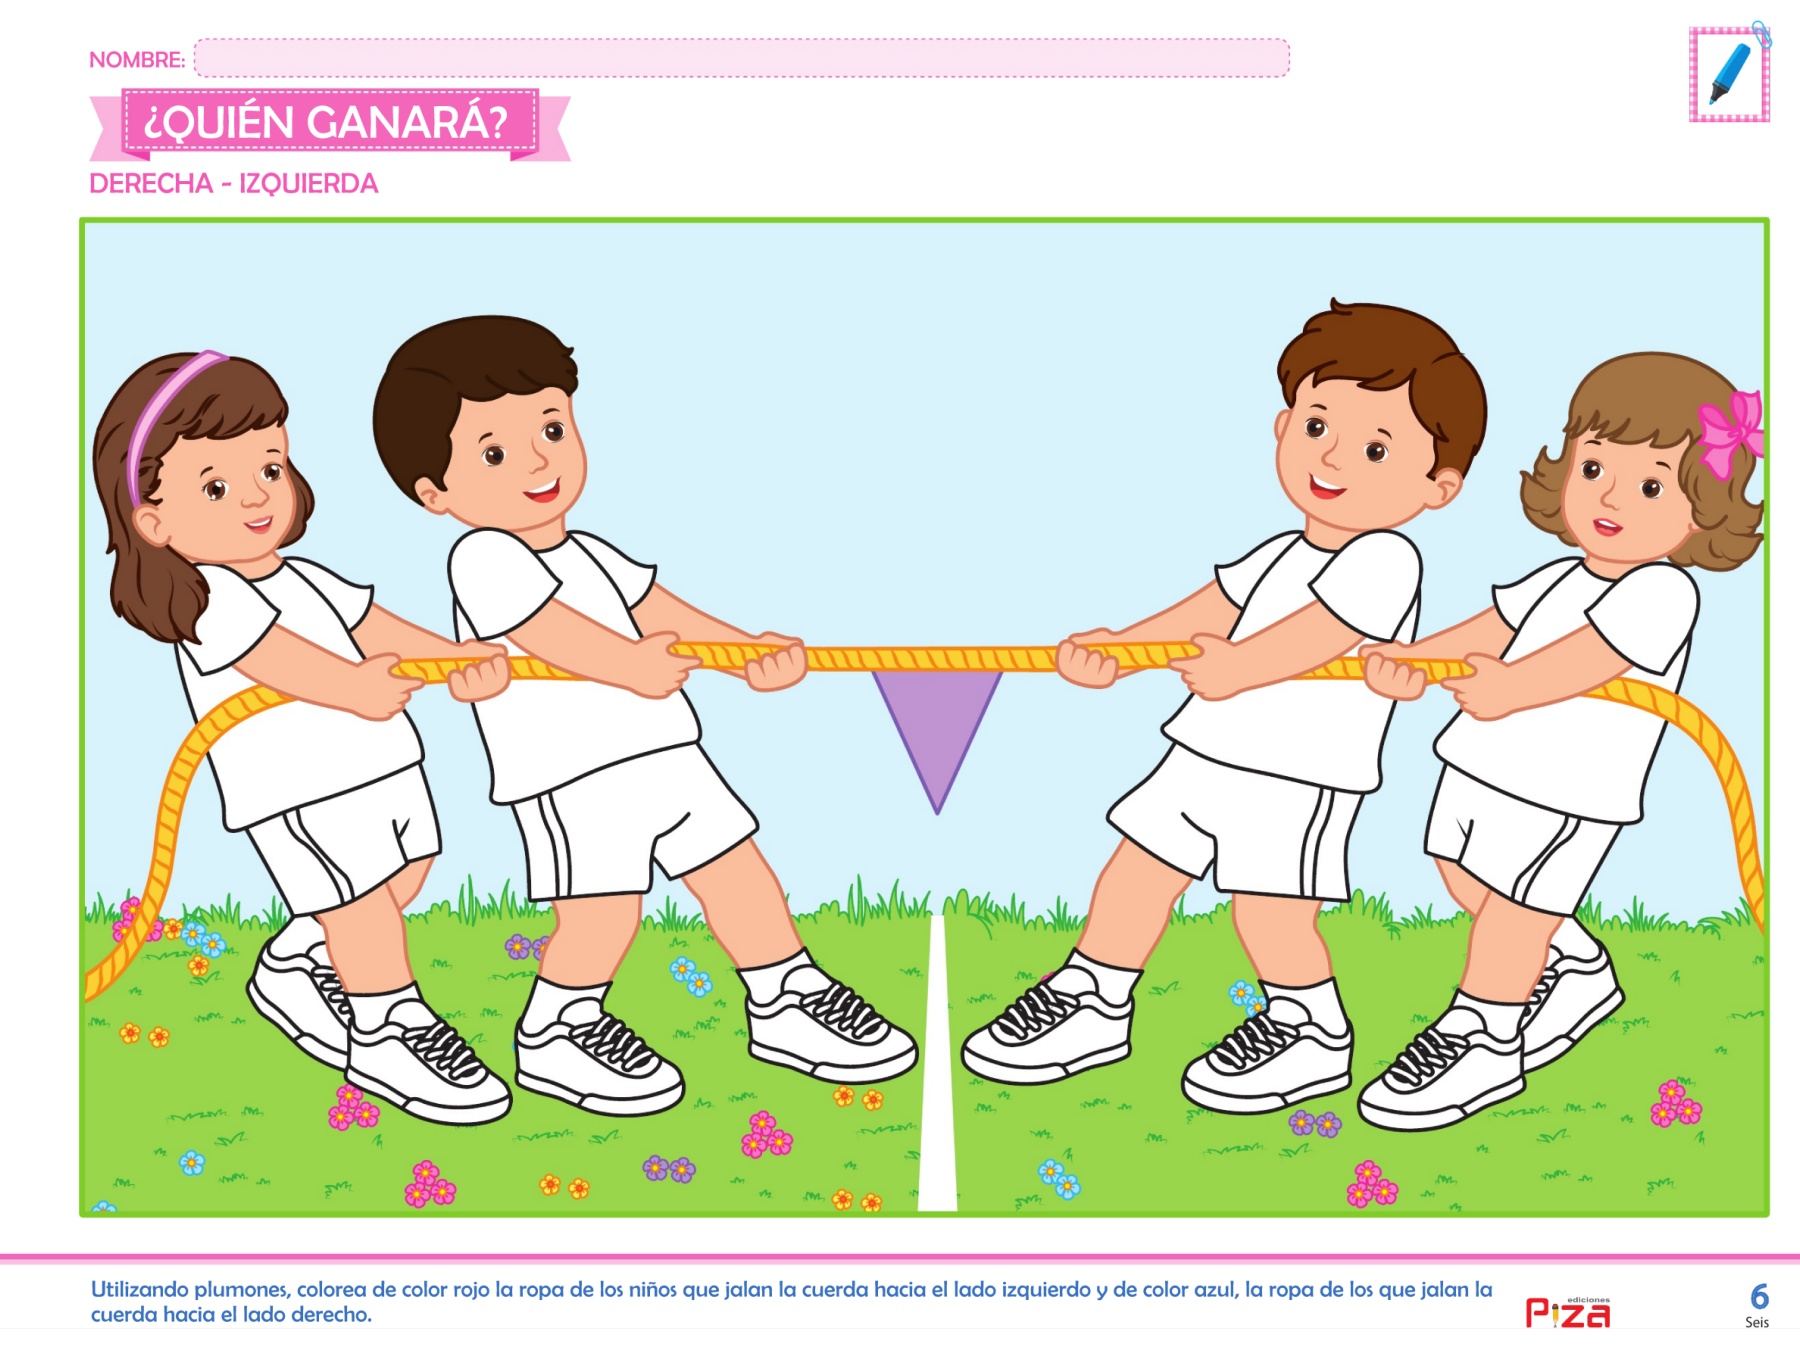 NOMBRE:
¿QUIÉN GANARÁ?
DERECHA - IZQUIERDA
Utilizando plumones, colorea de color rojo la ropa de los niños que jalan la cuerda hacia el lado izquierdo y de color azul, la ropa de los que jalan la
cuerda hacia el lado derecho.
ediciones
Piza
6
Seis